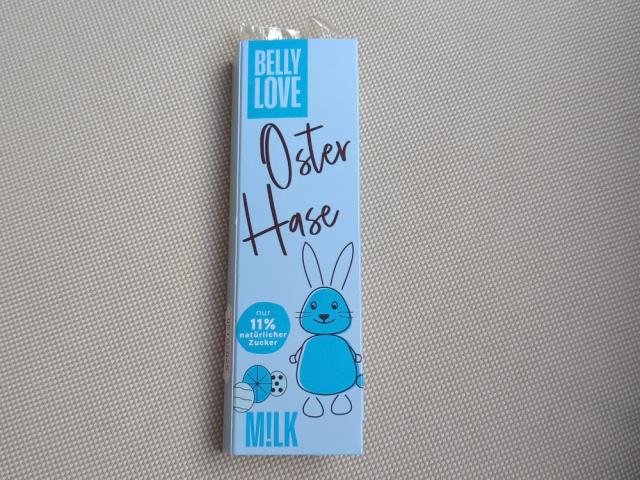 BELLY
LOVE
Oster
Hase
nur
11%
natürlicher
Zucker
M!LK